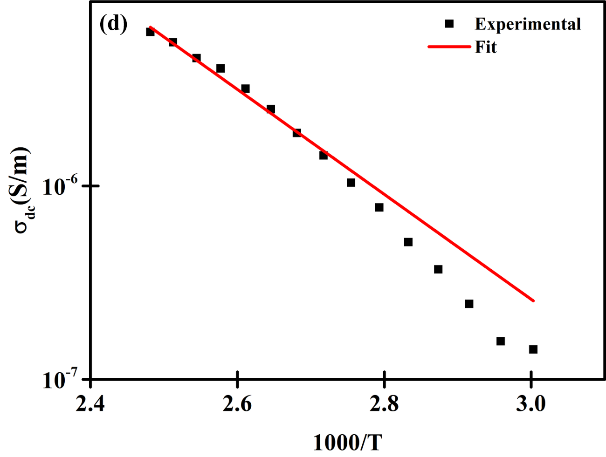 (d)
Experimental
Fit
σdc(S/m)
10-6
10-7
2.4 2.6 2.8 3.0
1000/T